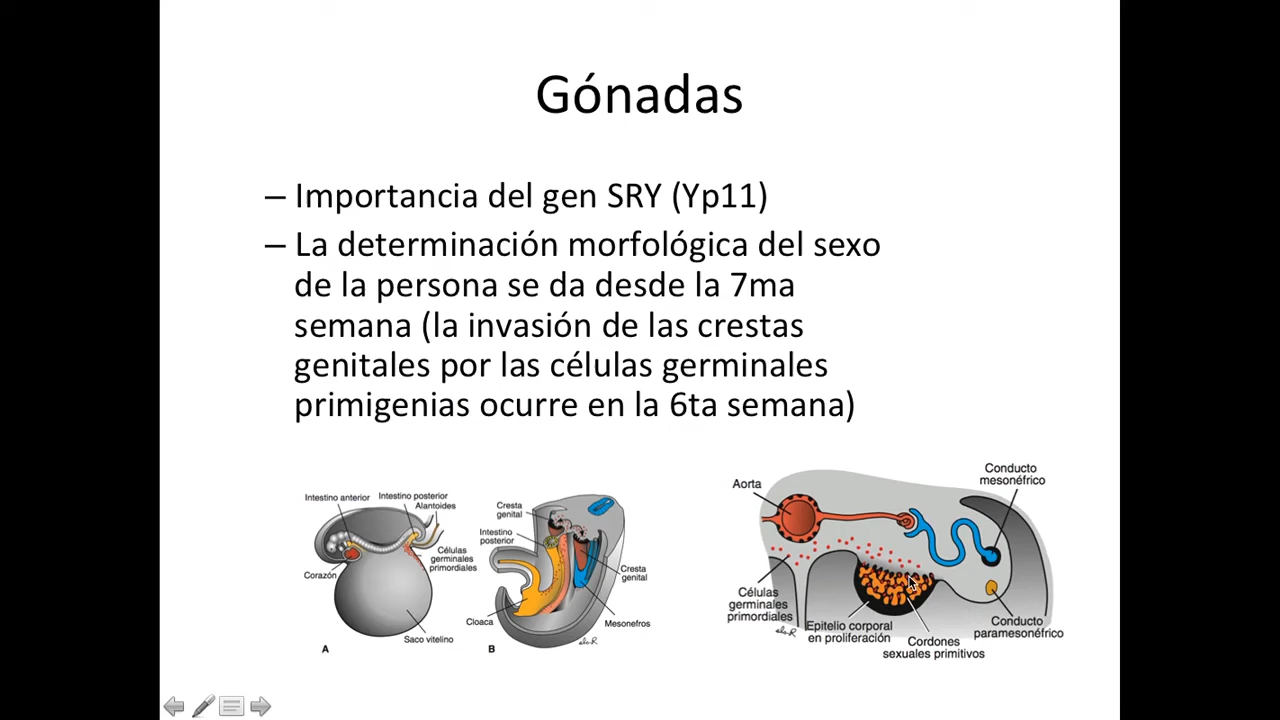 Gónadas
– Importancia del gen SRY (Yp11)
– La determinación morfológica del sexo
de la persona se da desde la 7ma
semana (la invasión de las crestas
genitales por las células germinales
primigenias ocurre en la 6ta semana)
Intestino anterior
Intestino posterior
Alantoides
Células
germinales
primordiales
Corazón
Saco vitelino
A
Cresta
genital
Intestino
posterior
Cresta
genital
Cloaca
Mesonefros
B
Aorta
Conducto
mesonéfrico
Células
germinales
primordiales
Epitelio corporal
en proliferación
Cordones
sexuales primitivos
Conducto
paramesonéfrico